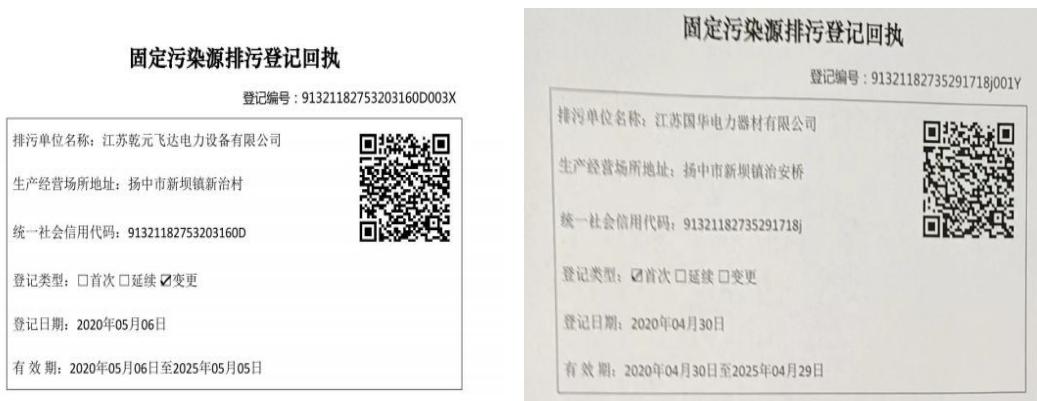 固定污染源排污登记回执
登记编号：91321182753203160D003X
排污单位名称：江苏乾元飞达电力设备有限公司
生产经营场所地址：扬中市新坝镇新治村
统一社会信用代码：91321182753203160D
登记类型：☐首次 ☐延续 ☑变更
登记日期：2020年05月06日
有 效 期：2020年05月06日至2025年05月05日
固定污染源排污登记回执
登记编号：91321182735291718j001Y
排污单位名称：江苏国华电力器材有限公司
生产经营场所地址：扬中市新坝镇治安桥
统一社会信用代码：91321182735291718j
登记类型：☑首次 ☐延续 ☐变更
登记日期：2020年04月30日
有 效 期：2020年04月30日至2025年04月29日